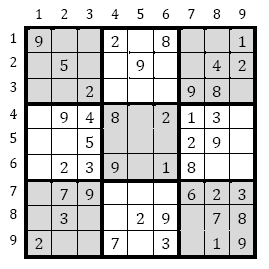 1 2 3 4 5 6 7 8 9
1 9 2 8 1
2 5 9 4 2
3 2 9 8
4 9 4 8 2 1 3
5 5 2 9
6 2 3 9 1 8
7 7 9 6 2 3
8 3 2 9 7 8
9 2 7 3 1 9